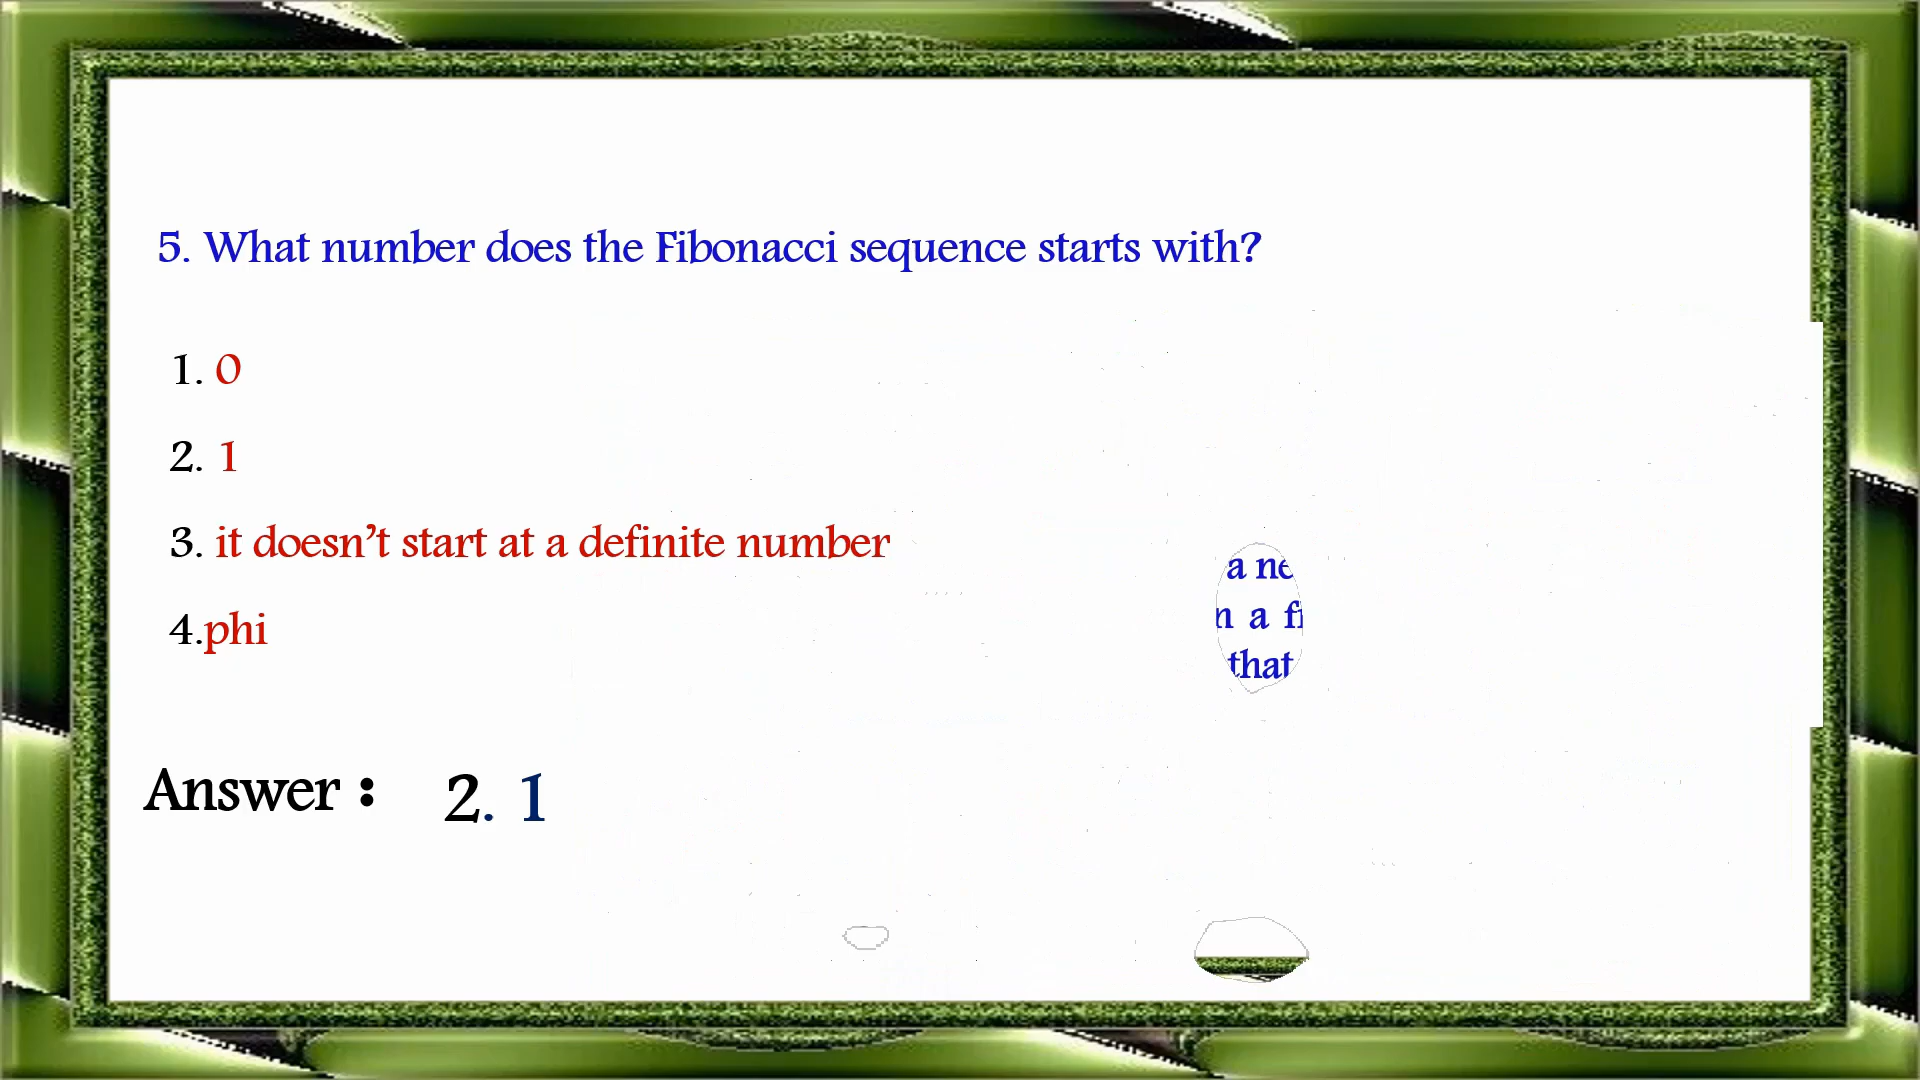 5. What number does the Fibonacci sequence starts with?
1. 0
2. 1
3. it doesn't start at a definite number
4.phi
a
a
that
Answer : 2. 1